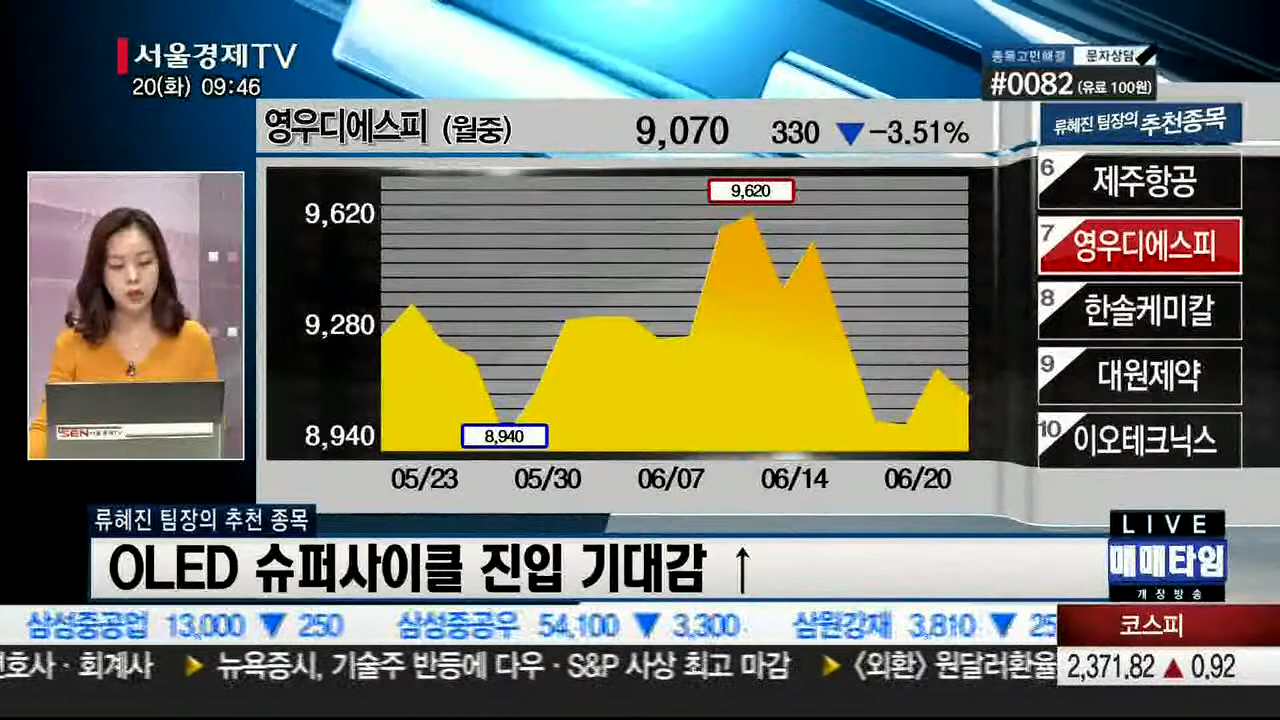 서울경제TV
20(화) 09:46
종목고민해결 문자상담
#0082 (유료 100원)
영우디에스피 (월중) 9,070 330 ▼ -3.51%
9,620
9,280
8,940
9,620
8,940
05/23 05/30 06/07 06/14 06/20
류혜진 팀장의 추천종목
6 제주항공
7 영우디에스피
8 한솔케미칼
9 대원제약
10 이오테크닉스
SEN 서울경제TV
류혜진 팀장의 추천 종목
OLED 슈퍼사이클 진입 기대감 ↑
LIVE
매매타임
개장방송
삼성중공업 13,000 ▼ 250 삼성중공우 54,100 ▼ 3,300 삼원강재 3,810 ▼ 25
코스피
변호사·회계사 ▶ 뉴욕증시, 기술주 반등에 다우·S&P 사상 최고 마감 ▶ <외환> 원달러환율
2,371.82 ▲ 0.92